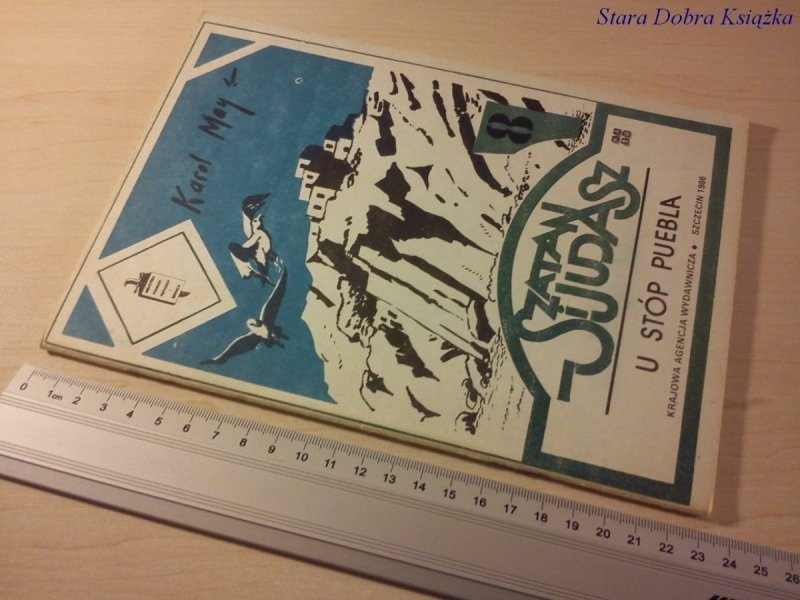 Stara Dobra Książka
Karol May
8
SZATAN
I JUDASZ
U STÓP PUEBLA
KRAJOWA AGENCJA WYDAWNICZA • SZCZECIN 1986
0 1cm 2 3 4 5 6 7 8 9 10 11 12 13 14 15 16 17 18 19 20 21 22 23 24 25 26